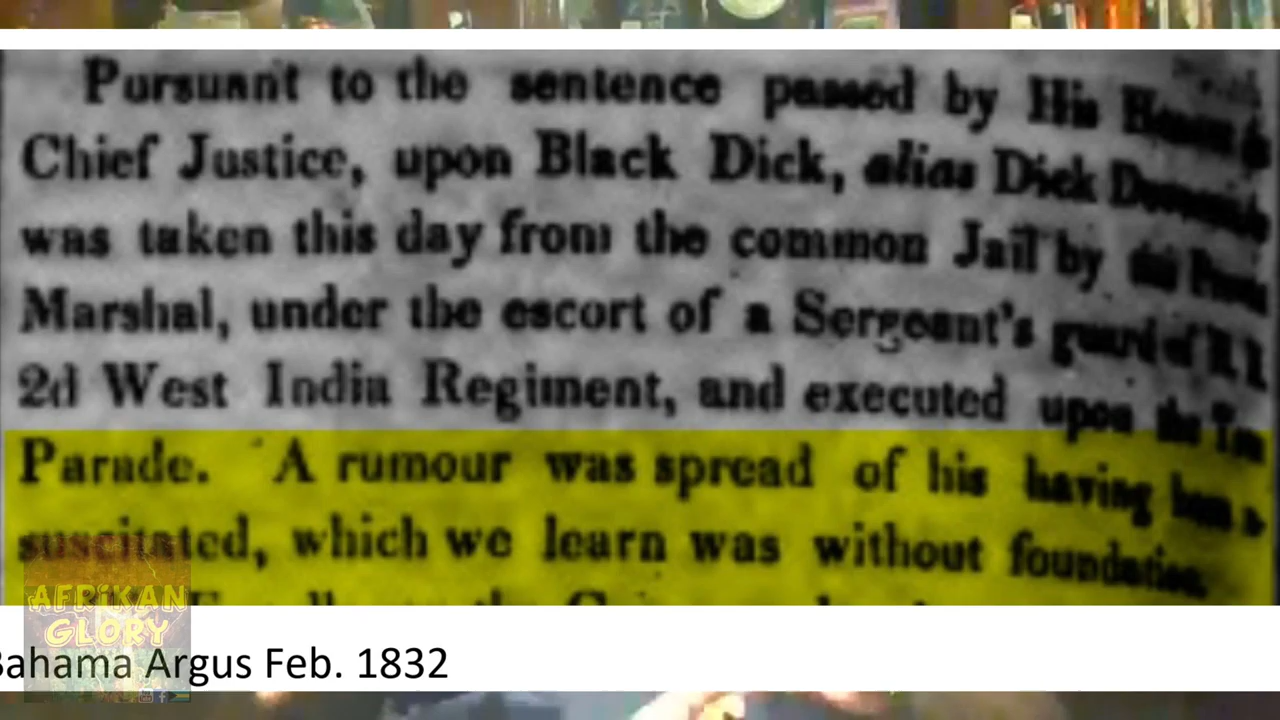 Pursuant to the sentence passed by His Honor
Chief Justice, upon Black Dick, alias Dick
was taken this day from the common Jail by
Marshal, under the escort of a Sergeant's guard of
2d West India Regiment, and executed upon the
Parade. A rumour was spread of his having been
suscitated, which we learn was without foundation.
AFRIKAN
GLORY
Bahama Argus Feb. 1832